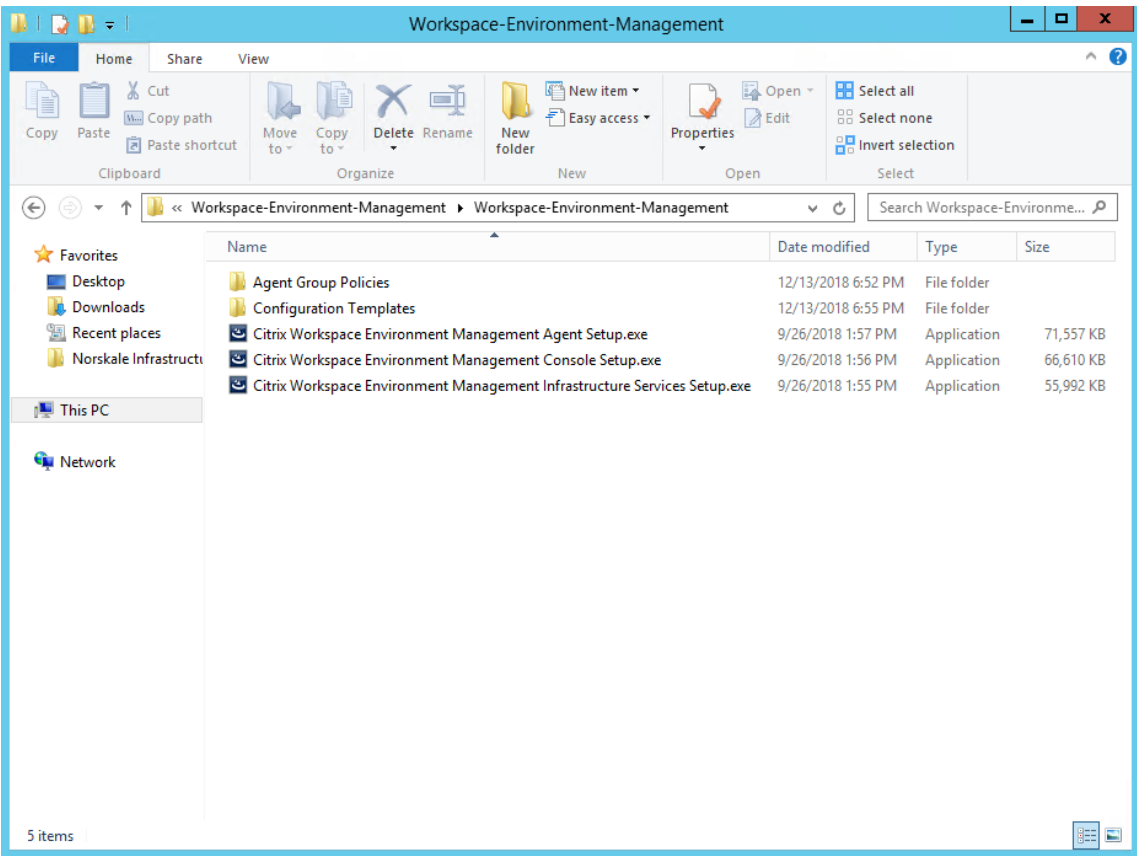 Workspace-Environment-Management
File Home Share View
Copy
Paste
Cut
Copy path
Paste shortcut
Clipboard
Move to
Copy to
Delete
Rename
Organize
New folder
New item
Easy access
New
Properties
Open
Edit
Open
Select all
Select none
Invert selection
Select
« Workspace-Environment-Management Workspace-Environment-Management
Search Workspace-Environme...
Favorites
Desktop
Downloads
Recent places
Norskale Infrastructu
This PC
Network
Name Date modified Type Size
Agent Group Policies 12/13/2018 6:52 PM File folder
Configuration Templates 12/13/2018 6:55 PM File folder
Citrix Workspace Environment Management Agent Setup.exe 9/26/2018 1:57 PM Application 71,557 KB
Citrix Workspace Environment Management Console Setup.exe 9/26/2018 1:56 PM Application 66,610 KB
Citrix Workspace Environment Management Infrastructure Services Setup.exe 9/26/2018 1:55 PM Application 55,992 KB
5 items